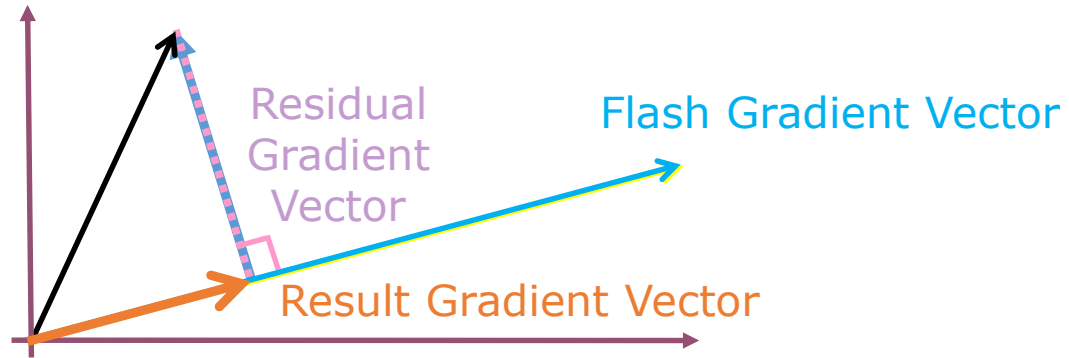 Residual
Gradient
Vector
Flash Gradient Vector
Result Gradient Vector